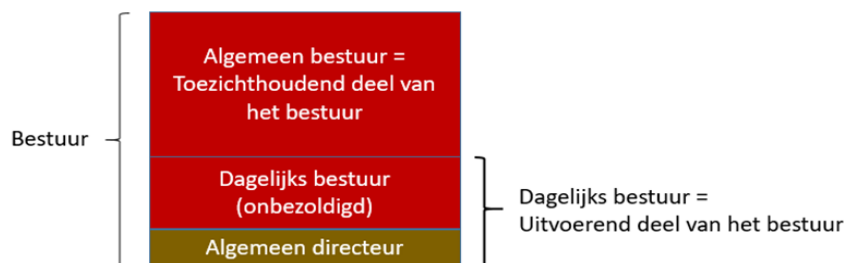 Algemeen bestuur =
Toezichthoudend deel van
het bestuur
Bestuur
Dagelijks bestuur
(onbezoldigd)
Dagelijks bestuur =
Uitvoerend deel van het bestuur
Algemeen directeur